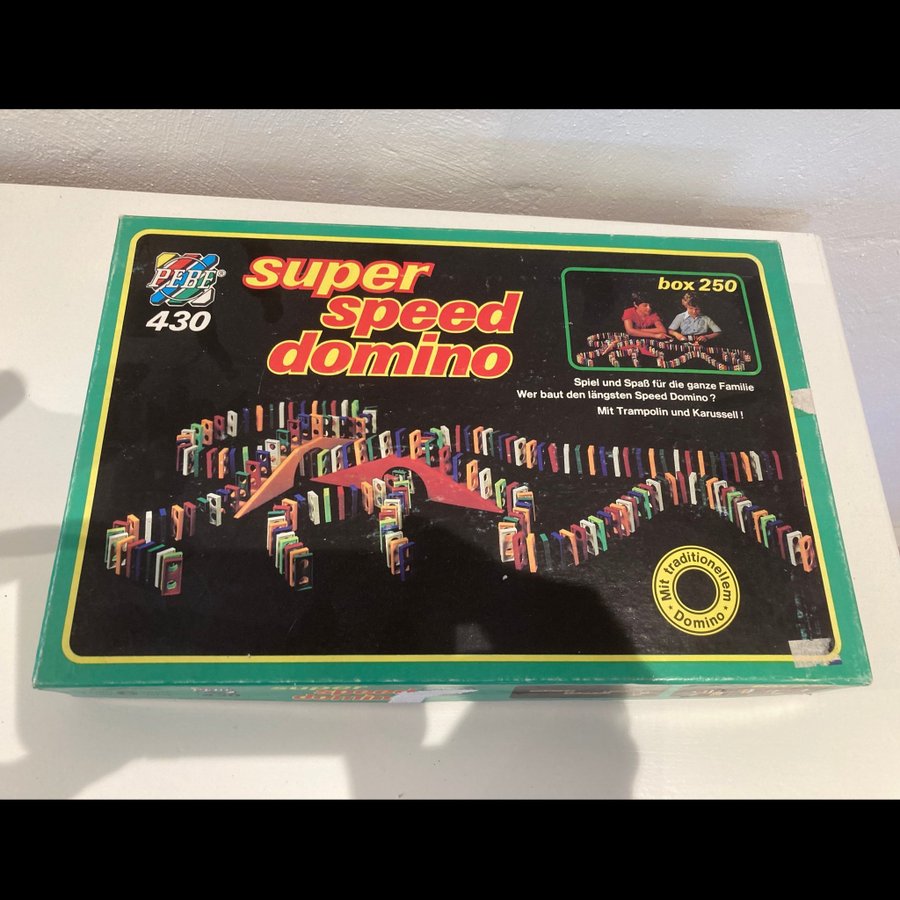 PEBE®
430
super
speed
domino
box 250
Spiel und Spaß für die ganze Familie
Wer baut den längsten Speed Domino?
Mit Trampolin und Karussell!
Mit traditionellem
* Domino *